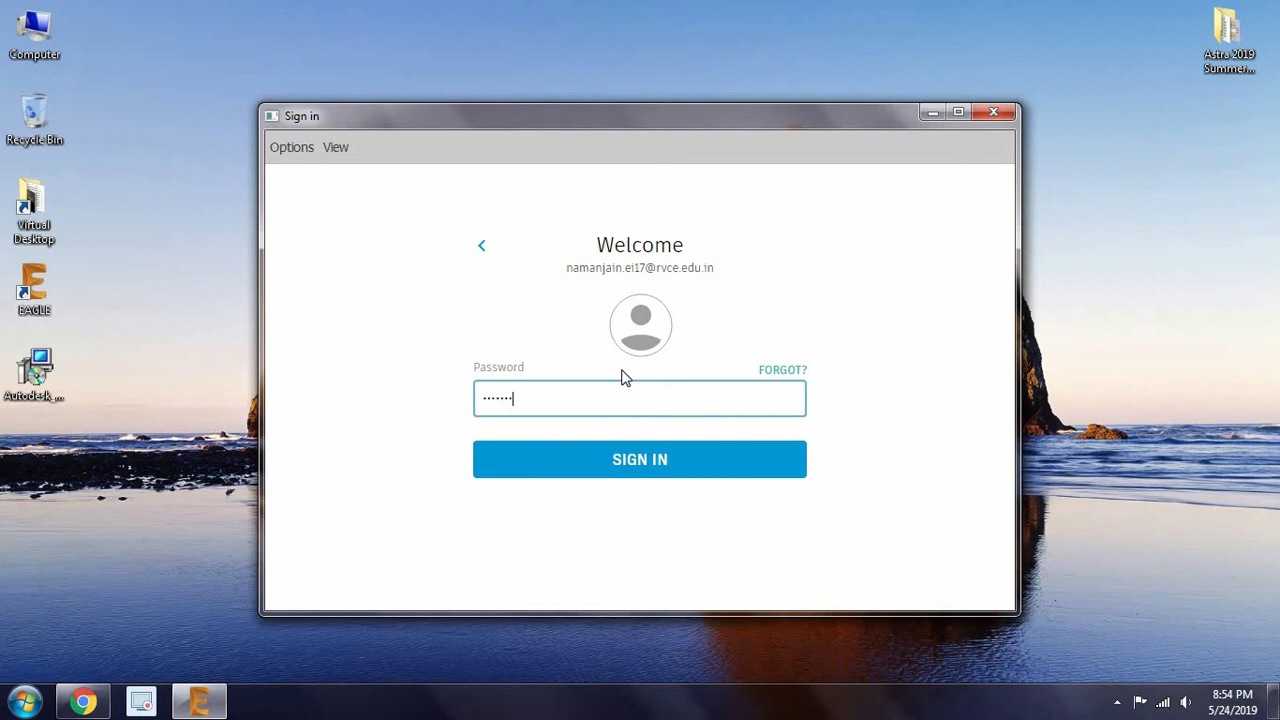 Computer
Recycle Bin
Virtual
Desktop
EAGLE
Autodesk_...
Astra 2019
Summer...
Sign in
Options View
Welcome
namanjain.ei17@rvce.edu.in
Password
FORGOT?
SIGN IN
8:54 PM
5/24/2019